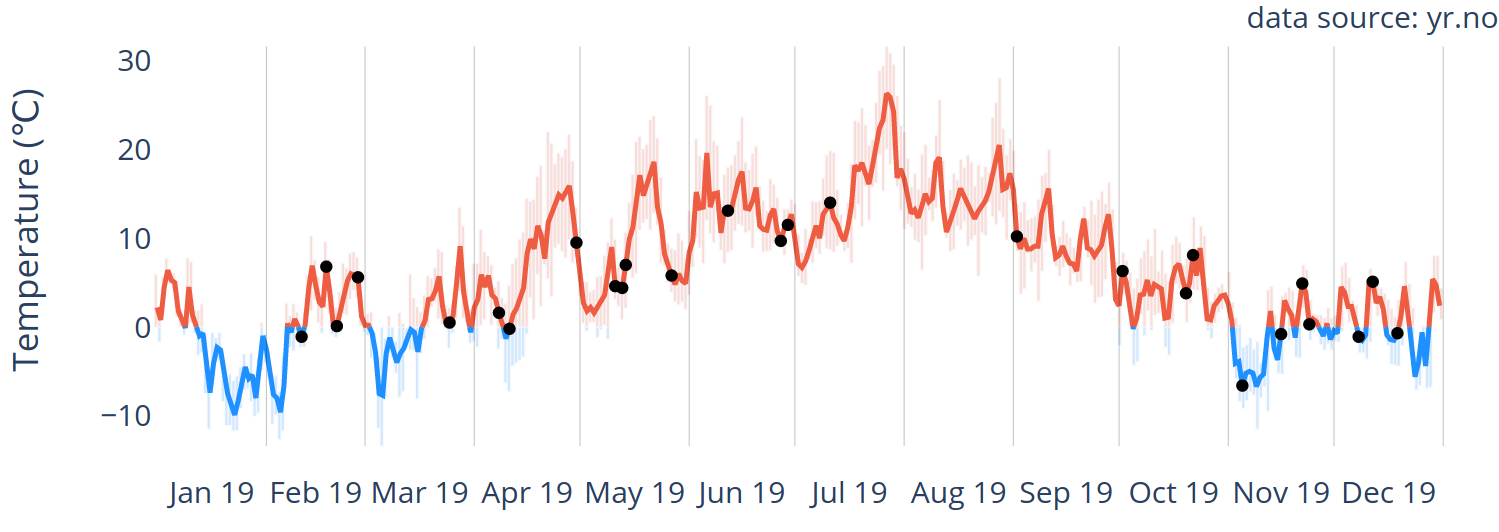 data source: yr.no
Temperature (°C)
30
20
10
0
−10
Jan 19 Feb 19 Mar 19 Apr 19 May 19 Jun 19 Jul 19 Aug 19 Sep 19 Oct 19 Nov 19 Dec 19